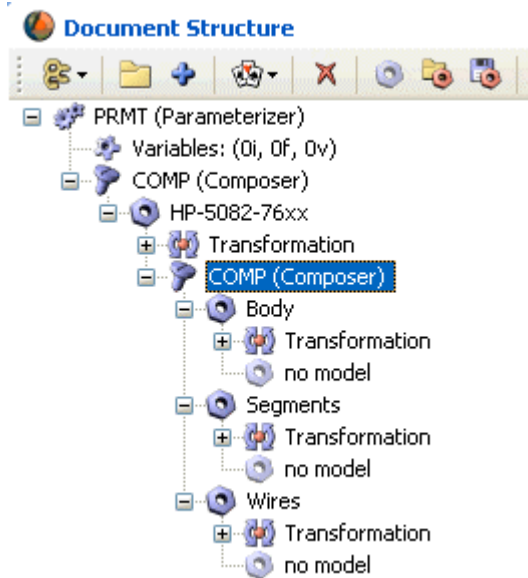 Document Structure
PRMT (Parameterizer)
Variables: (0i, 0f, 0v)
COMP (Composer)
HP-5082-76xx
Transformation
COMP (Composer)
Body
Transformation
no model
Segments
Transformation
no model
Wires
Transformation
no model